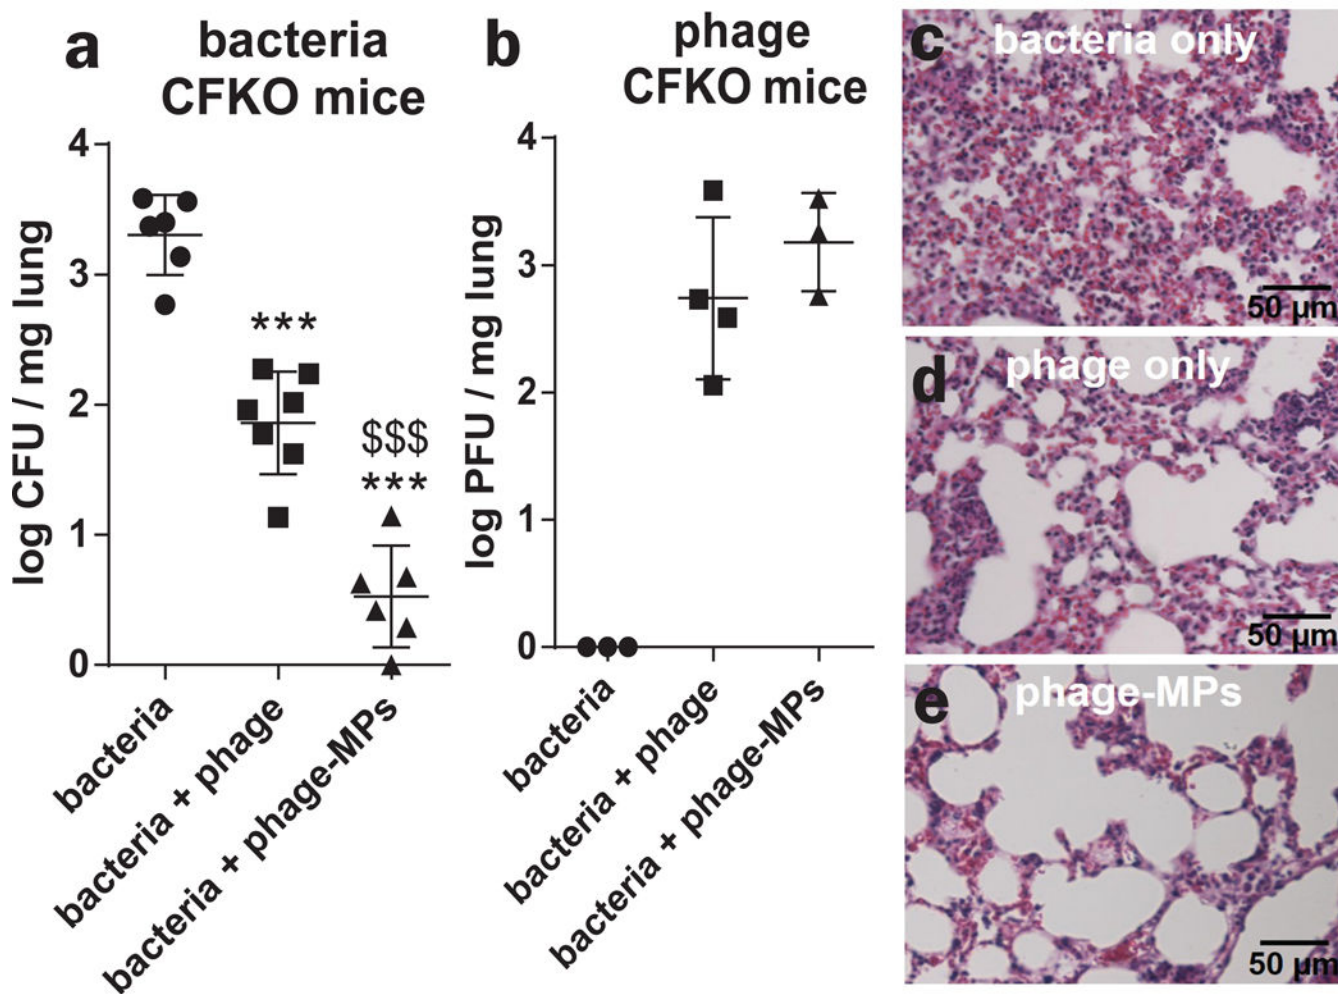 a
bacteria
CFKO mice
log CFU / mg lung
4
3
2
1
0
***
$$$
***
bacteria
bacteria + phage
bacteria + phage-MPs
b
phage
CFKO mice
log PFU / mg lung
4
3
2
1
0
bacteria
bacteria + phage
bacteria + phage-MPs
c
bacteria only
50 μm
d
phage only
50 μm
e
phage-MPs
50 μm